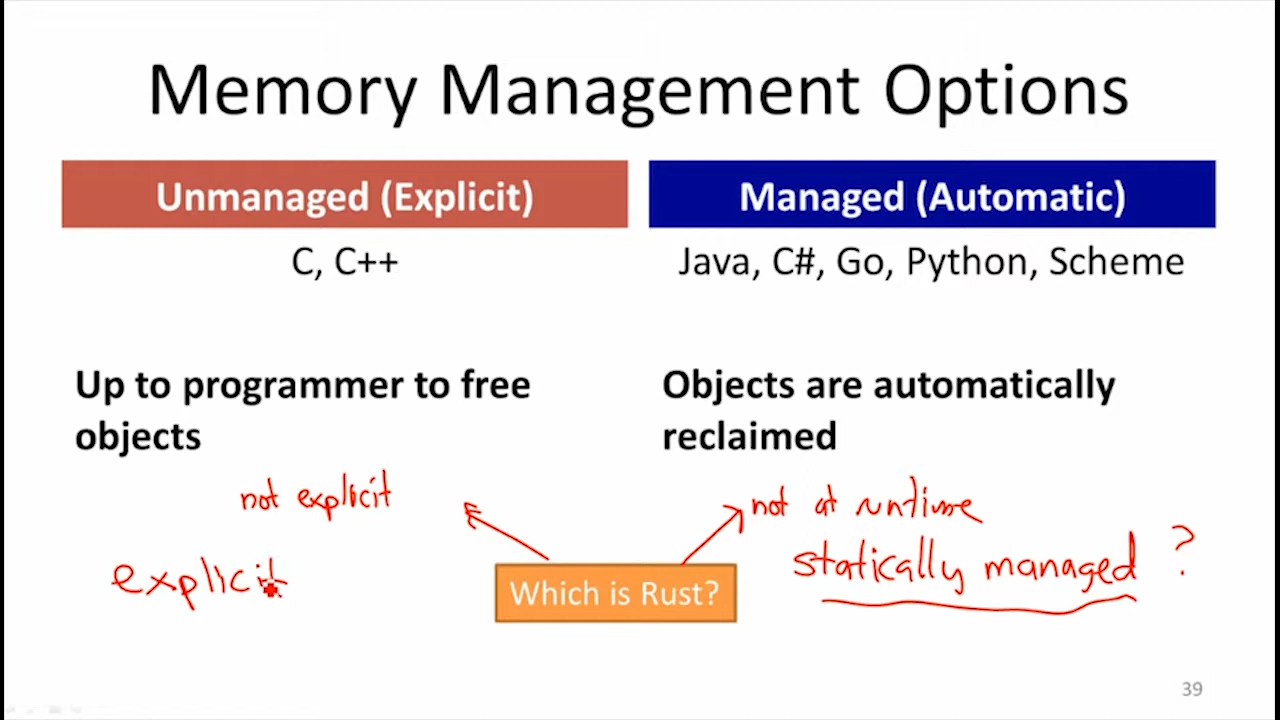 Memory Management Options
Unmanaged (Explicit)
C, C++
Up to programmer to free
objects
not explicit
explicit
Managed (Automatic)
Java, C#, Go, Python, Scheme
Objects are automatically
reclaimed
not at runtime
statically managed ?
Which is Rust?
39